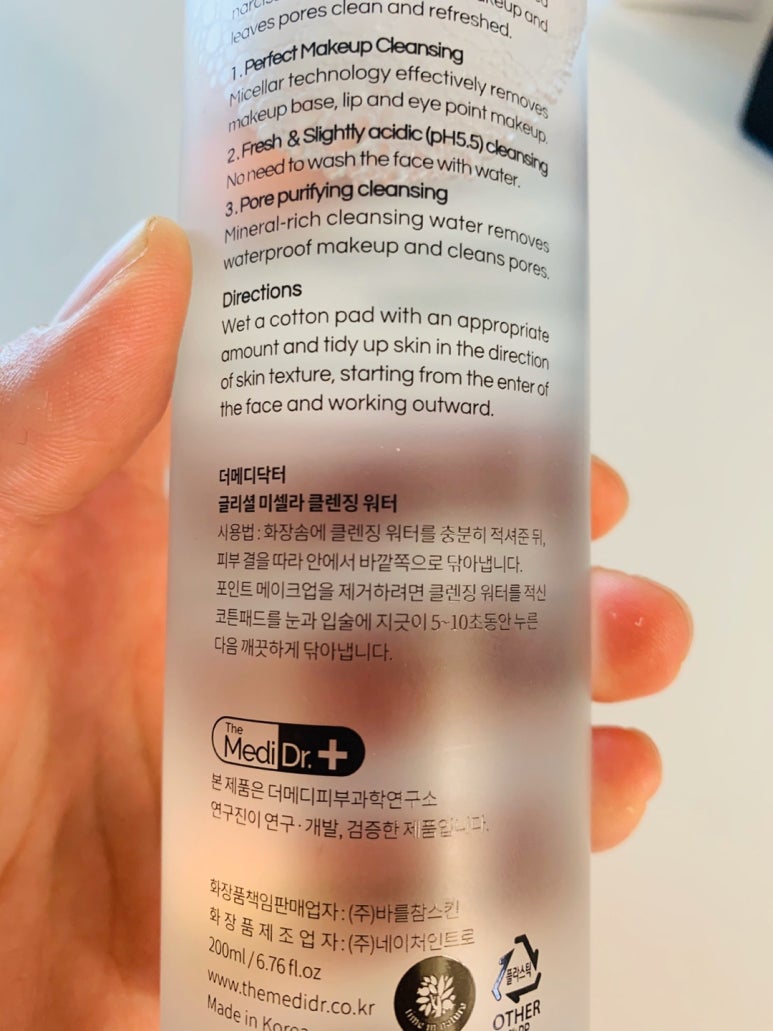 leaves pores clean and refreshed.
1. Perfect Makeup Cleansing
Micellar technology effectively removes
makeup base, lip and eye point makeup.
2. Fresh & Slightly acidic (pH5.5) cleansing
No need to wash the face with water.
3. Pore purifying cleansing
Mineral-rich cleansing water removes
waterproof makeup and cleans pores.
Directions
Wet a cotton pad with an appropriate
amount and tidy up skin in the direction
of skin texture, starting from the enter of
the face and working outward.
더메디닥터
글리셜 미셀라 클렌징 워터
사용법 : 화장솜에 클렌징 워터를 충분히 적셔준 뒤,
피부 결을 따라 안에서 바깥쪽으로 닦아냅니다.
포인트 메이크업을 제거하려면 클렌징 워터를 적신
코튼패드를 눈과 입술에 지긋이 5~10초동안 누른
다음 깨끗하게 닦아냅니다.
The
Medi Dr.+
본 제품은 더메디피부과학연구소
연구진이 연구·개발, 검증한 제품입니다.
화장품책임판매업자 : (주)바를참스킨
화장품제조업자 : (주)네이처인트로
200ml / 6.76 fl.oz
www.themedidr.co.kr
Made in Korea
time in nature
플라스틱
OTHER